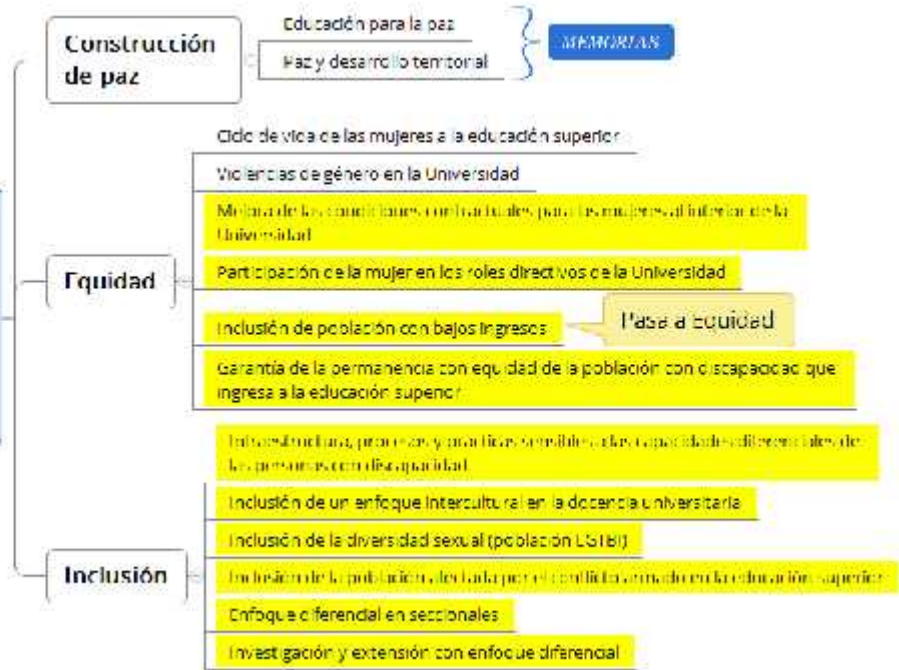 Construcción
de paz
Educación para la paz
Paz y desarrollo territorial
MEMORIAS
Equidad
Ciclo de vida de las mujeres a la educación superior
Violencias de género en la Universidad
Mejora de las condiciones contractuales para las mujeres al interior de la
Universidad
Participación de la mujer en los roles directivos de la Universidad
Inclusión de población con bajos ingresos
Pasa a Equidad
Garantía de la permanencia con equidad de la población con discapacidad que
ingresa a la educación superior
Inclusión
Infraestructura, procesos y prácticas sensibles a las capacidades diferenciales de
las personas con discapacidad
Inclusión de un enfoque intercultural en la docencia universitaria
Inclusión de la diversidad sexual (población LGTBI)
Inclusión de la población afectada por el conflicto armado en la educación superior
Enfoque diferencial en seccionales
Investigación y extensión con enfoque diferencial